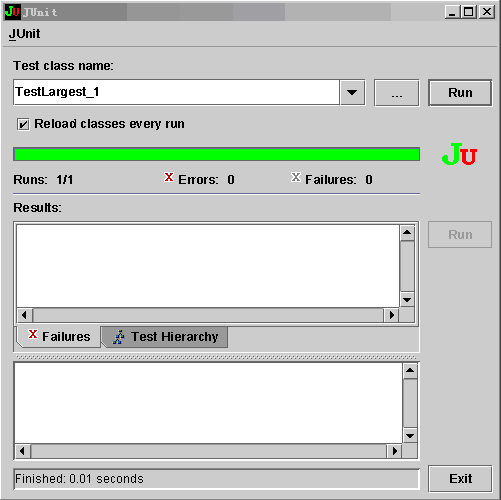 JU JUnit
JUnit
Test class name:
TestLargest_1
...
Run
Reload classes every run
JU
Runs: 1/1
X Errors: 0
X Failures: 0
Results:
Run
X Failures
Test Hierarchy
Finished: 0.01 seconds
Exit